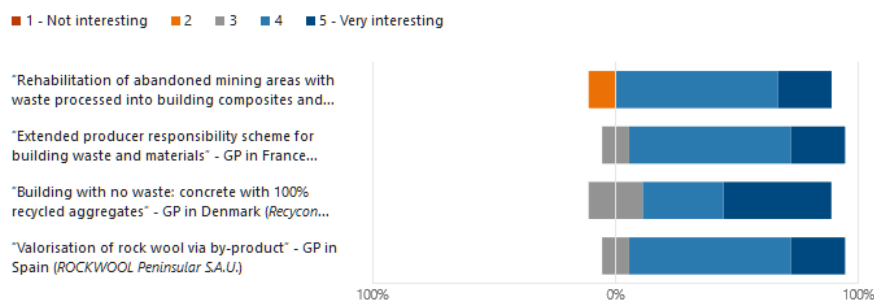 1 - Not interesting 2 3 4 5 - Very interesting
"Rehabilitation of abandoned mining areas with
waste processed into building composites and...
"Extended producer responsibility scheme for
building waste and materials" - GP in France...
"Building with no waste: concrete with 100%
recycled aggregates" - GP in Denmark (Recycon...
"Valorisation of rock wool via by-product" - GP in
Spain (ROCKWOOL Peninsular S.A.U.)
100% 0% 100%